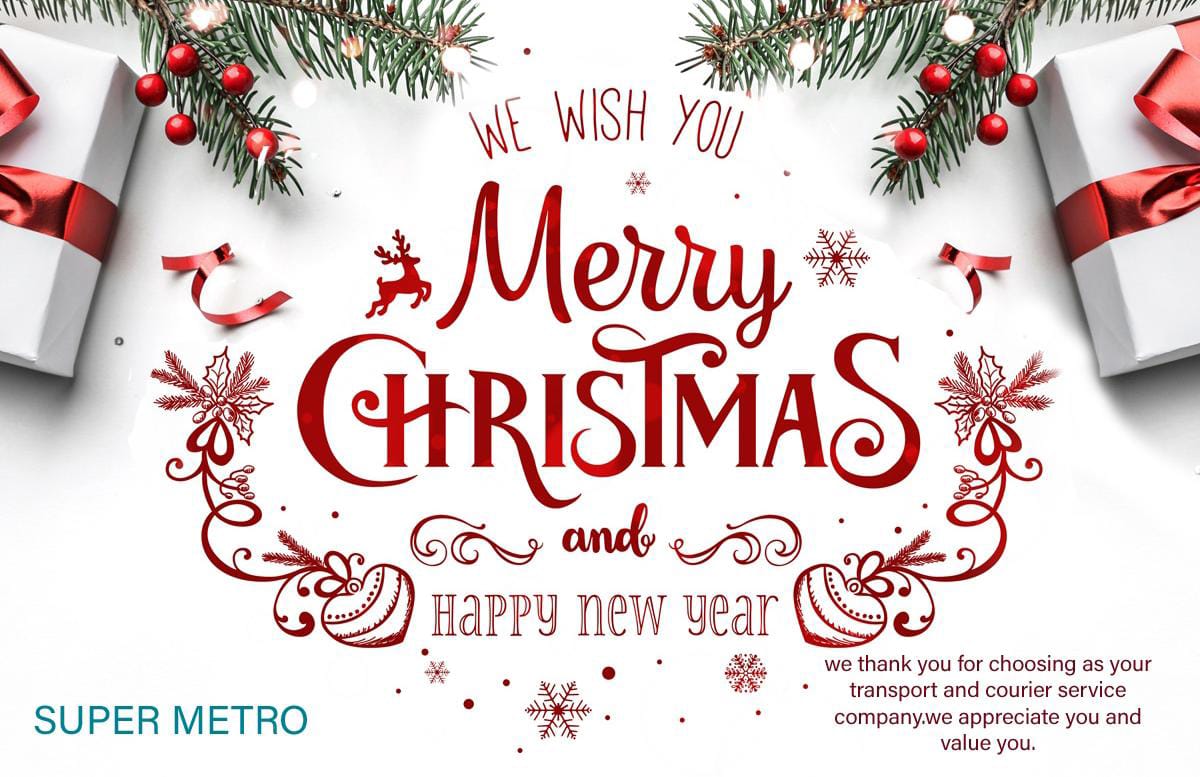 WE WISH YOU
Merry
CHRISTMAS
and
Happy new year
we thank you for choosing as your
transport and courier service
company.we appreciate you and
value you.
SUPER METRO